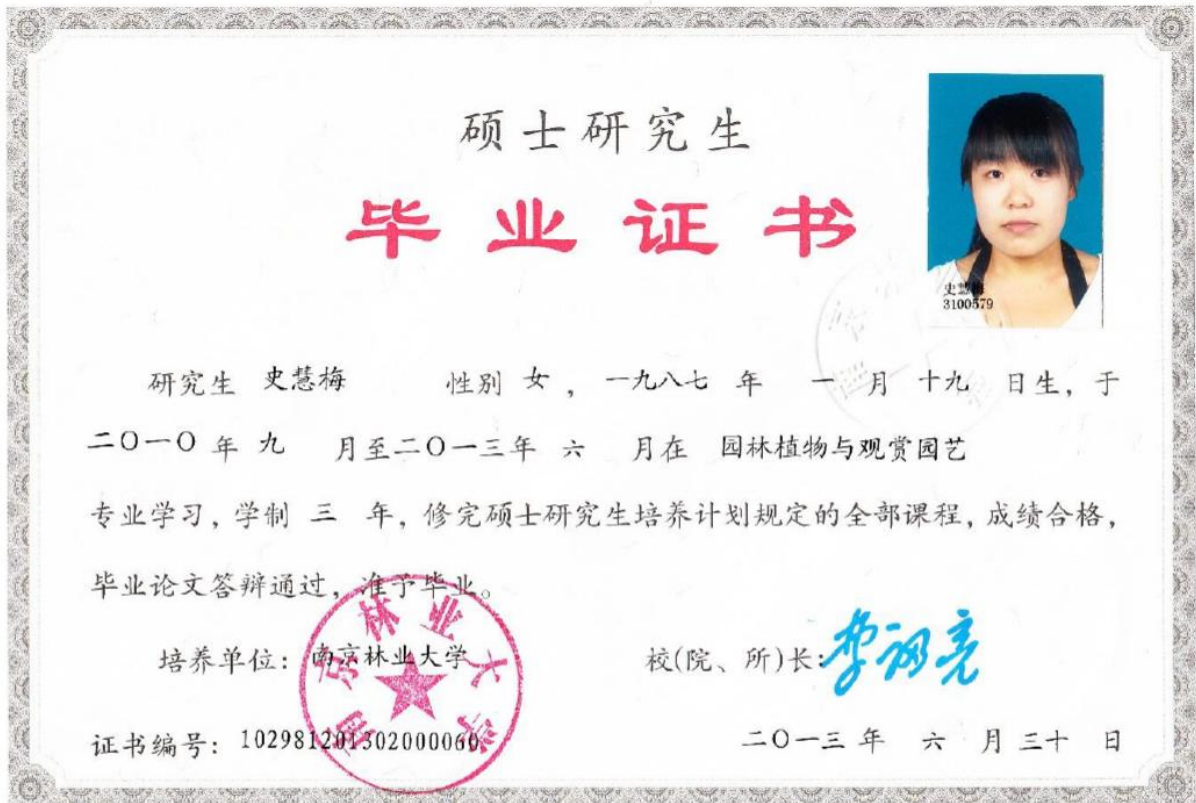 硕士研究生
毕业证书
史慧梅
3100579
研究生 史慧梅 性别 女，一九八七 年 一 月 十九 日生，于
二〇一〇 年 九 月至二〇一三年 六 月在 园林植物与观赏园艺
专业学习，学制 三 年，修完硕士研究生培养计划规定的全部课程，成绩合格，
毕业论文答辩通过，准予毕业。
培养单位：南京林业大学
校(院、所)长：
南京林业大学
证书编号：102981201302000060
二〇一三 年 六 月 三十 日